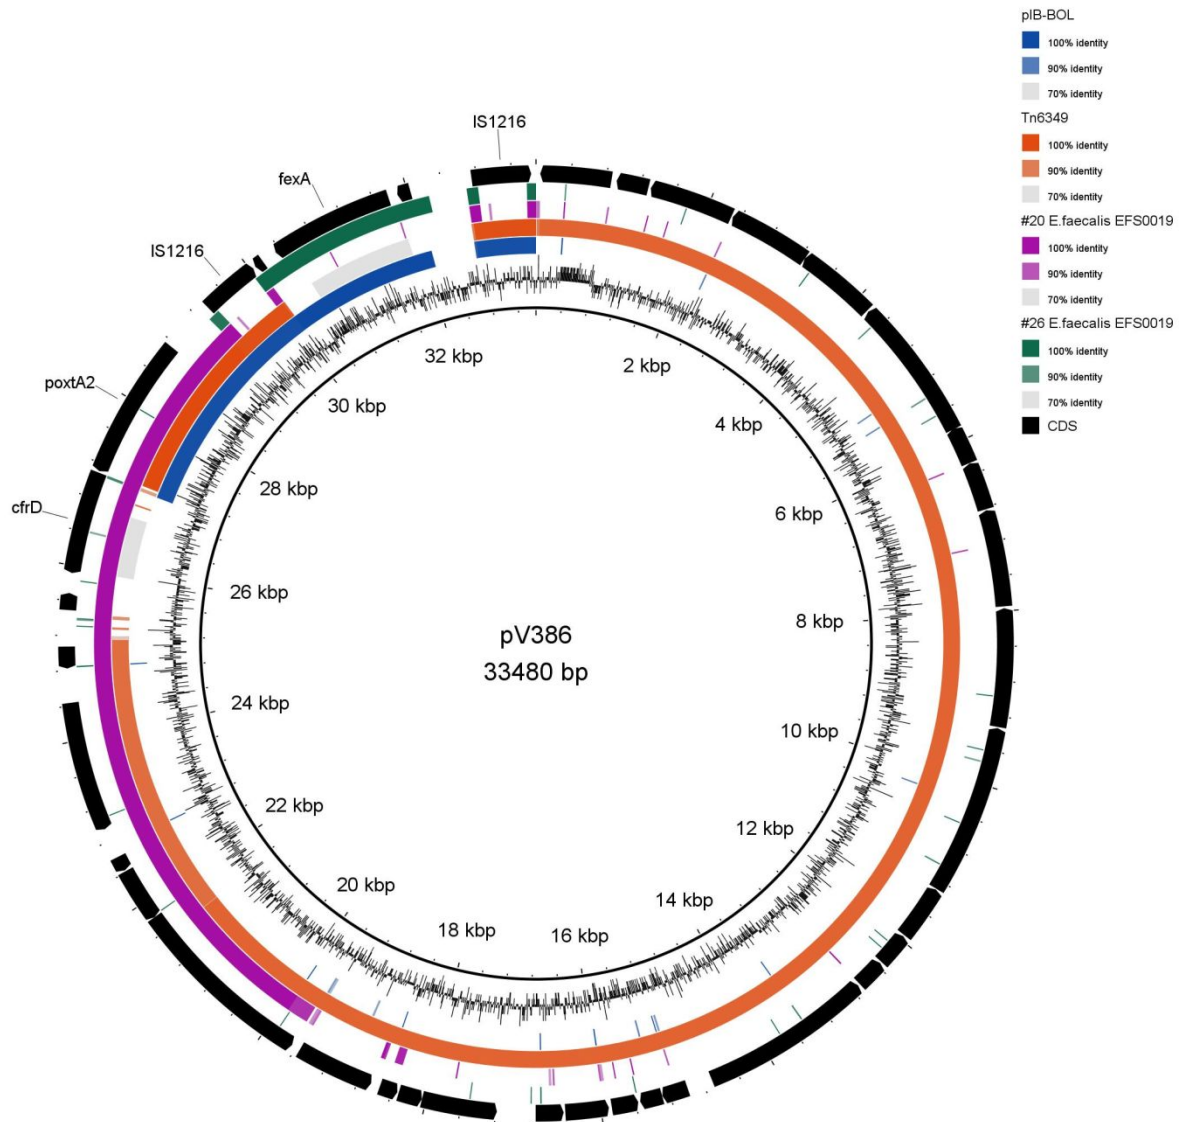 pIB-BOL
100% identity
90% identity
70% identity
Tn6349
100% identity
90% identity
70% identity
#20 E.faecalis EFS0019
100% identity
90% identity
70% identity
#26 E.faecalis EFS0019
100% identity
90% identity
70% identity
CDS
IS1216
fexA
IS1216
poxtA2
cfrD
32 kbp
2 kbp
30 kbp
4 kbp
28 kbp
6 kbp
26 kbp
8 kbp
pV386
33480 bp
24 kbp
10 kbp
22 kbp
12 kbp
20 kbp
14 kbp
18 kbp
16 kbp